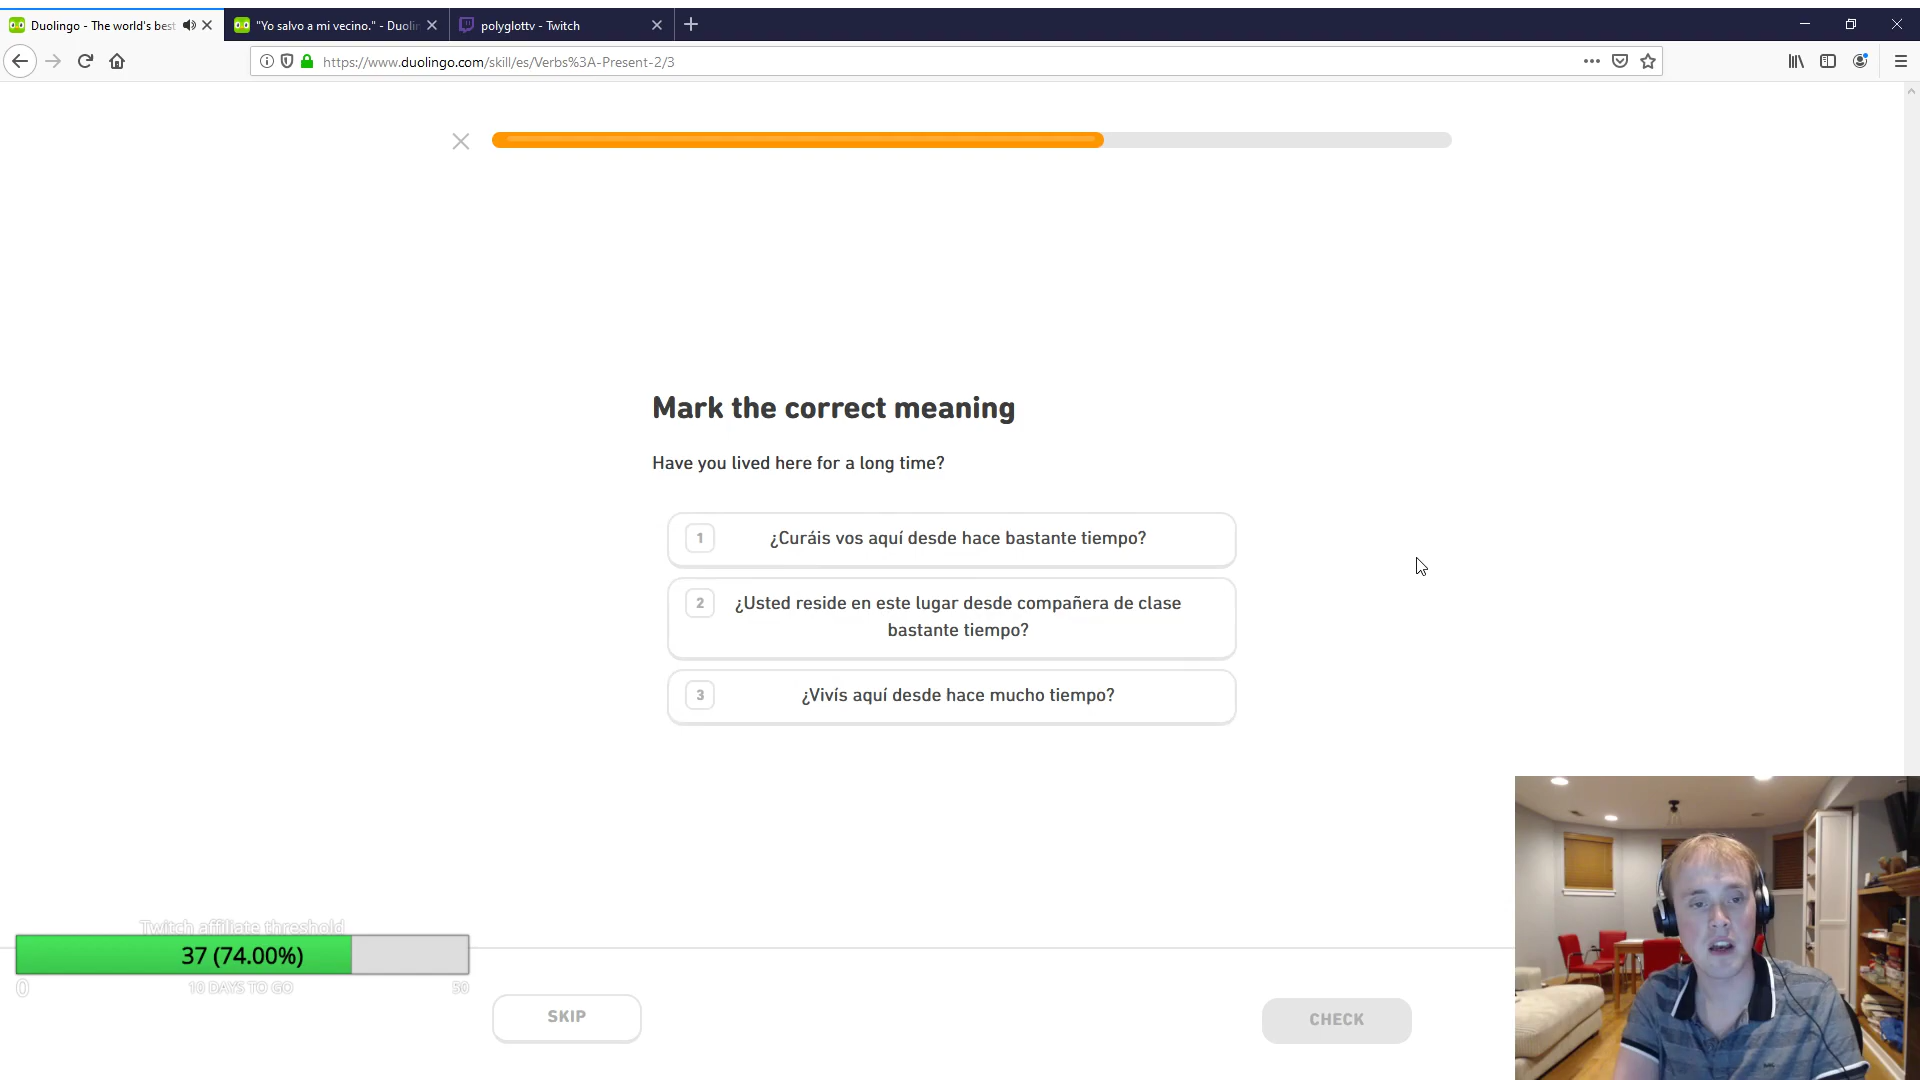 Duolingo - The world's best
"Yo salvo a mi vecino." - Duolin
polyglottv - Twitch
https://www.duolingo.com/skill/es/Verbs%3A-Present-2/3
Mark the correct meaning
Have you lived here for a long time?
1
¿Curáis vos aquí desde hace bastante tiempo?
2
¿Usted reside en este lugar desde compañera de clase
bastante tiempo?
3
¿Vivís aquí desde hace mucho tiempo?
Twitch affiliate threshold
37 (74.00%)
0
10 DAYS TO GO
50
SKIP
CHECK